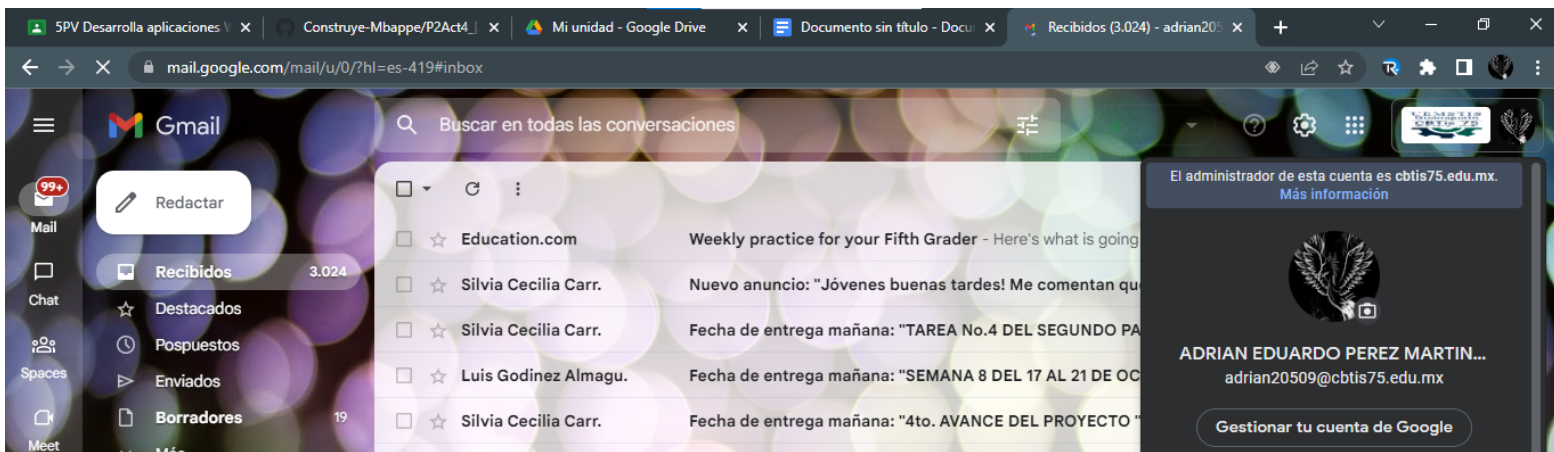 5PV Desarrolla aplicaciones W
Construye-Mbappe/P2Act4_
Mi unidad - Google Drive
Documento sin título - Docu
Recibidos (3.024) - adrian205
mail.google.com/mail/u/0/?hl=es-419#inbox
Gmail
Buscar en todas las conversaciones
CBTis 75
El administrador de esta cuenta es cbtis75.edu.mx.
Más información
99+
Mail
Redactar
Education.com Weekly practice for your Fifth Grader - Here's what is going
Recibidos 3.024
Silvia Cecilia Carr. Nuevo anuncio: "Jóvenes buenas tardes! Me comentan qu
Chat
Destacados
Silvia Cecilia Carr. Fecha de entrega mañana: "TAREA No.4 DEL SEGUNDO PA
Pospuestos
ADRIAN EDUARDO PEREZ MARTIN...
Spaces
Enviados
Luis Godinez Almagu. Fecha de entrega mañana: "SEMANA 8 DEL 17 AL 21 DE OC
adrian20509@cbtis75.edu.mx
Borradores 19
Silvia Cecilia Carr. Fecha de entrega mañana: "4to. AVANCE DEL PROYECTO "
Gestionar tu cuenta de Google
Meet
Más